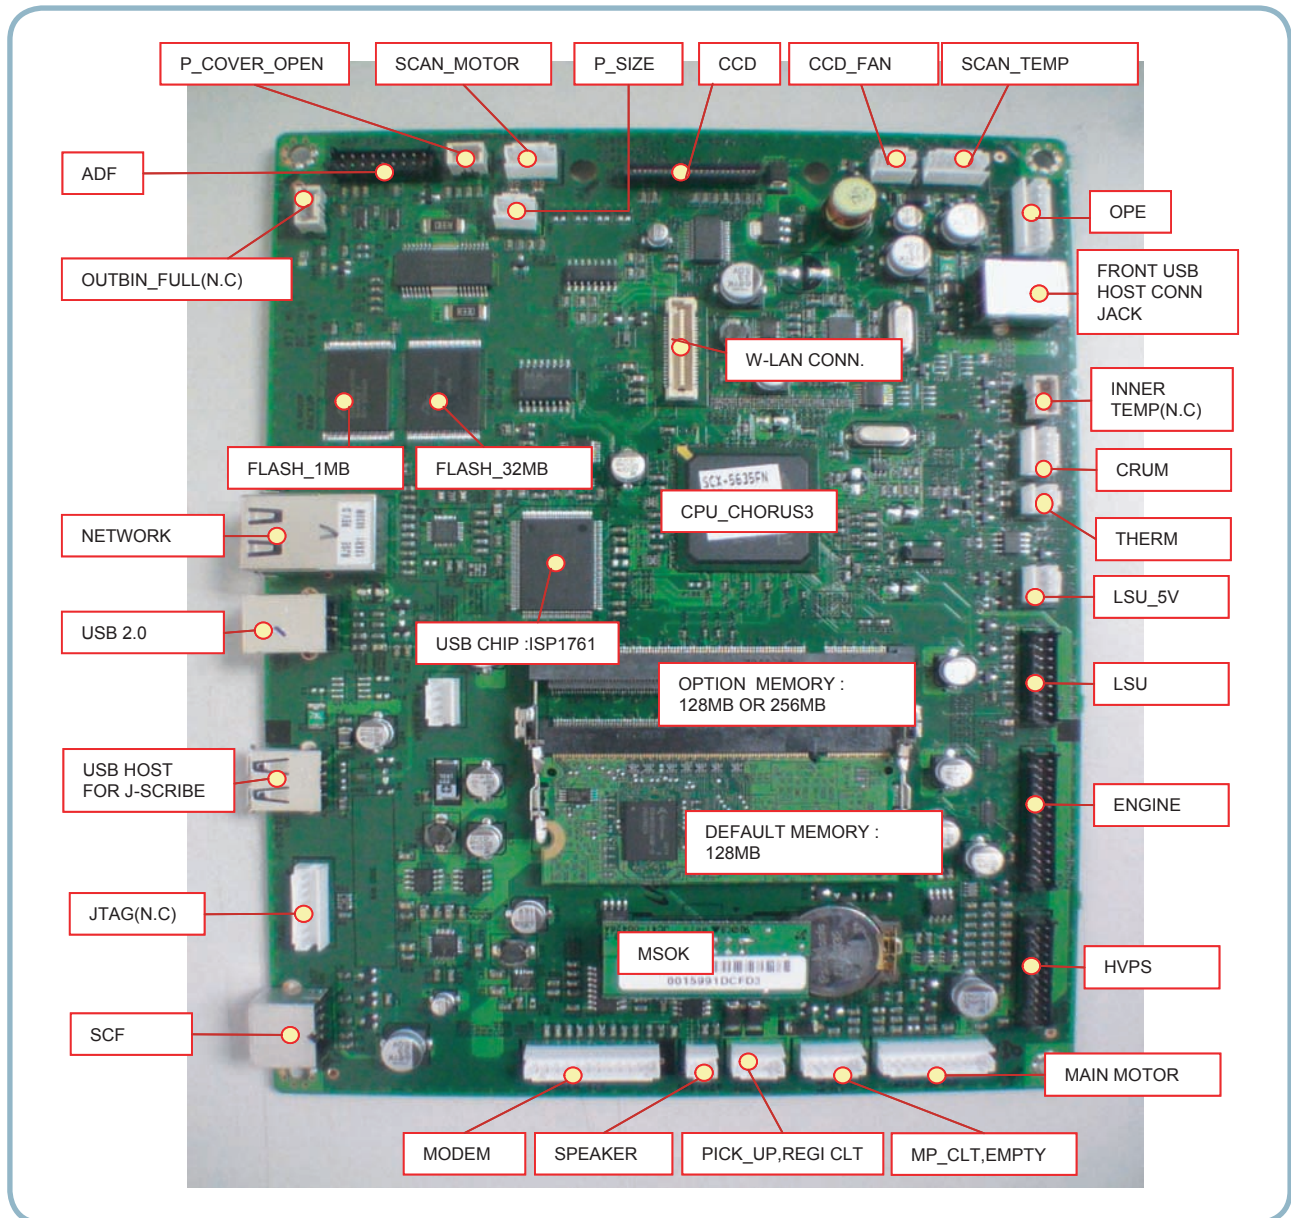 P_COVER_OPEN
SCAN_MOTOR
P_SIZE
CCD
CCD_FAN
SCAN_TEMP
ADF
OPE
OUTBIN_FULL(N.C)
FRONT USB
HOST CONN
JACK
W-LAN CONN.
INNER
TEMP(N.C)
FLASH_1MB
FLASH_32MB
CRUM
SCX-5635FN
CPU_CHORUS3
NETWORK
THERM
LSU_5V
USB 2.0
USB CHIP :ISP1761
OPTION MEMORY :
128MB OR 256MB
LSU
USB HOST
FOR J-SCRIBE
ENGINE
DEFAULT MEMORY :
128MB
JTAG(N.C)
MSOK
0015991DCFD3
HVPS
SCF
MAIN MOTOR
MODEM
SPEAKER
PICK_UP,REGI CLT
MP_CLT,EMPTY